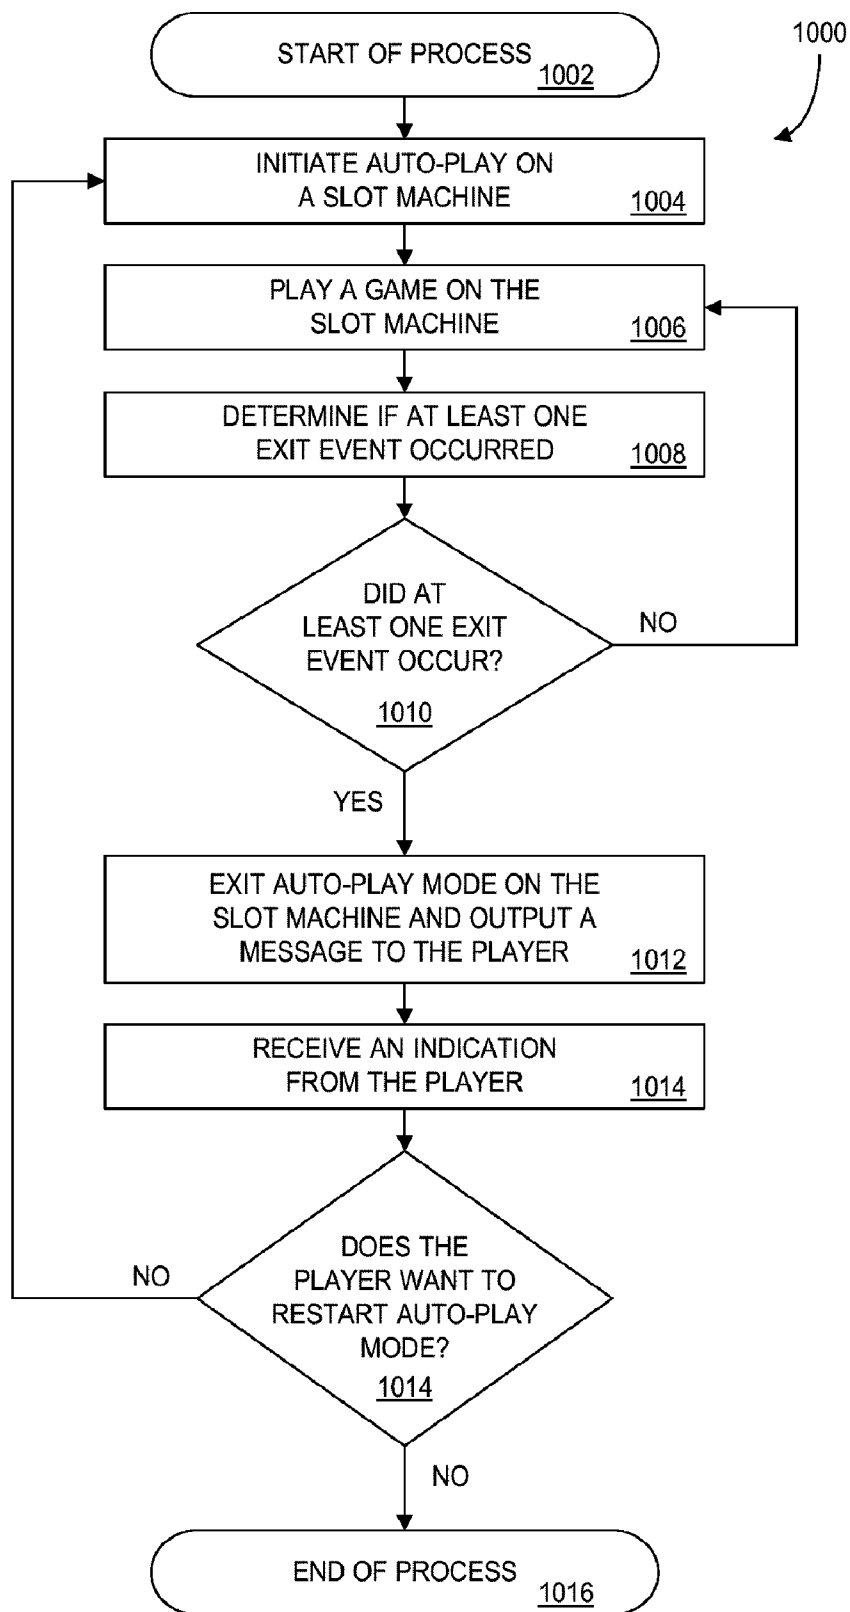 1000
START OF PROCESS
1002
INITIATE AUTO-PLAY ON
A SLOT MACHINE
1004
PLAY A GAME ON THE
SLOT MACHINE
1006
DETERMINE IF AT LEAST ONE
EXIT EVENT OCCURRED
1008
DID AT
LEAST ONE EXIT
EVENT OCCUR?
1010
NO
YES
EXIT AUTO-PLAY MODE ON THE
SLOT MACHINE AND OUTPUT A
MESSAGE TO THE PLAYER
1012
RECEIVE AN INDICATION
FROM THE PLAYER
1014
NO
DOES THE
PLAYER WANT TO
RESTART AUTO-PLAY
MODE?
1014
NO
END OF PROCESS
1016